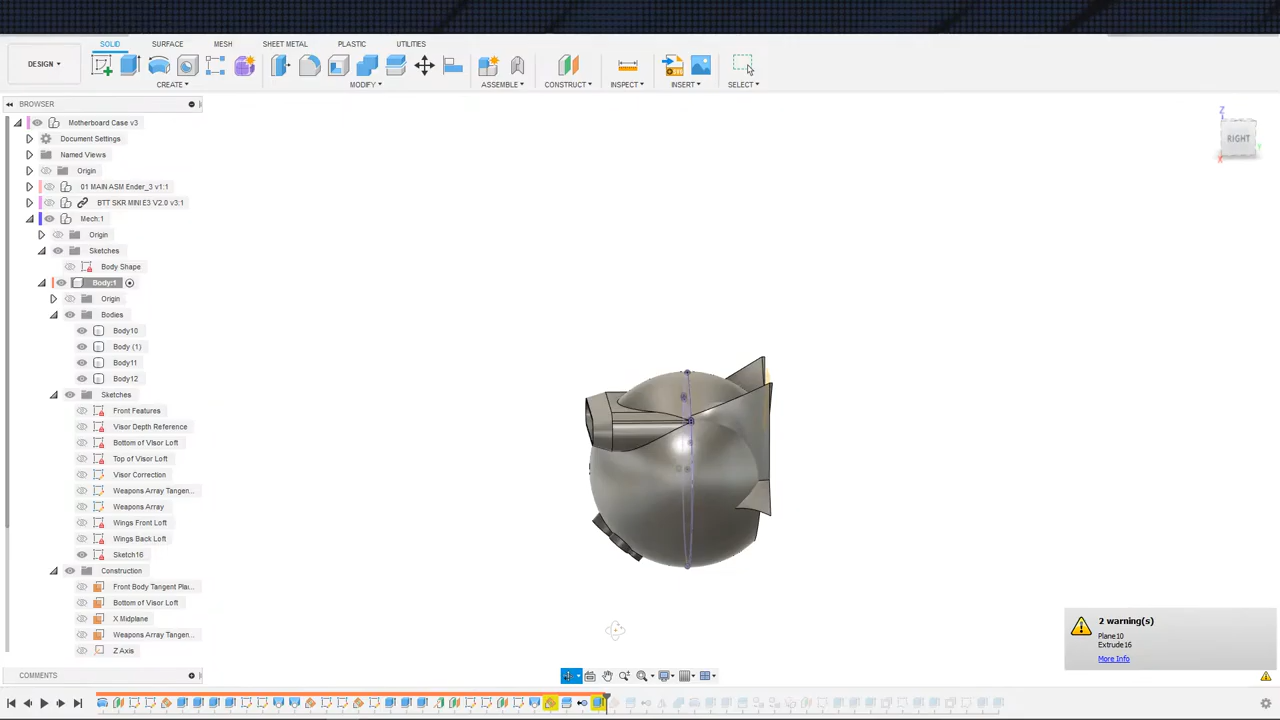 SOLID SURFACE MESH SHEET METAL PLASTIC UTILITIES
DESIGN
CREATE MODIFY ASSEMBLE CONSTRUCT INSPECT INSERT SELECT
BROWSER
Motherboard Case v3
Document Settings
Named Views
Origin
01 MAIN ASM Ender_3 v1:1
BTT SKR MINI E3 V2.0 v3:1
Mech:1
Origin
Sketches
Body Shape
Body:1
Origin
Bodies
Body10
Body (1)
Body11
Body12
Sketches
Front Features
Visor Depth Reference
Bottom of Visor Loft
Top of Visor Loft
Visor Correction
Weapons Array Tangen...
Weapons Array
Wings Front Loft
Wings Back Loft
Sketch16
Construction
Front Body Tangent Plai...
Bottom of Visor Loft
X Midplane
Weapons Array Tangen...
Z Axis
COMMENTS
Z
RIGHT
X
Y
2 warning(s)
Plane10
Extrude16
More Info